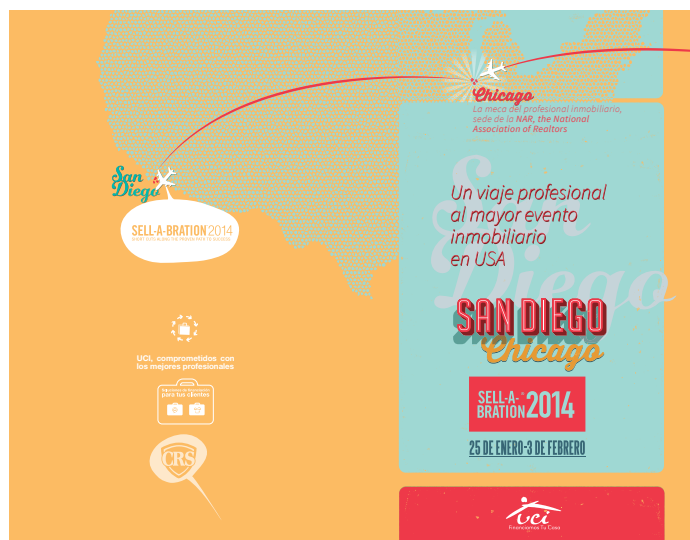 Chicago
La meca del profesional inmobiliario,
sede de la NAR, the National
Association of Realtors
San
Diego
SELL-A-BRATION 2014
UCI, comprometidos con
los mejores profesionales
para tus clientes
CRS
San
Diego
Un viaje profesional
al mayor evento
inmobiliario
en USA
SAN DIEGO
Chicago
SELL-A-
BRATION 2014
25 DE ENERO-3 DE FEBRERO
uci
Financiamos Tu Casa